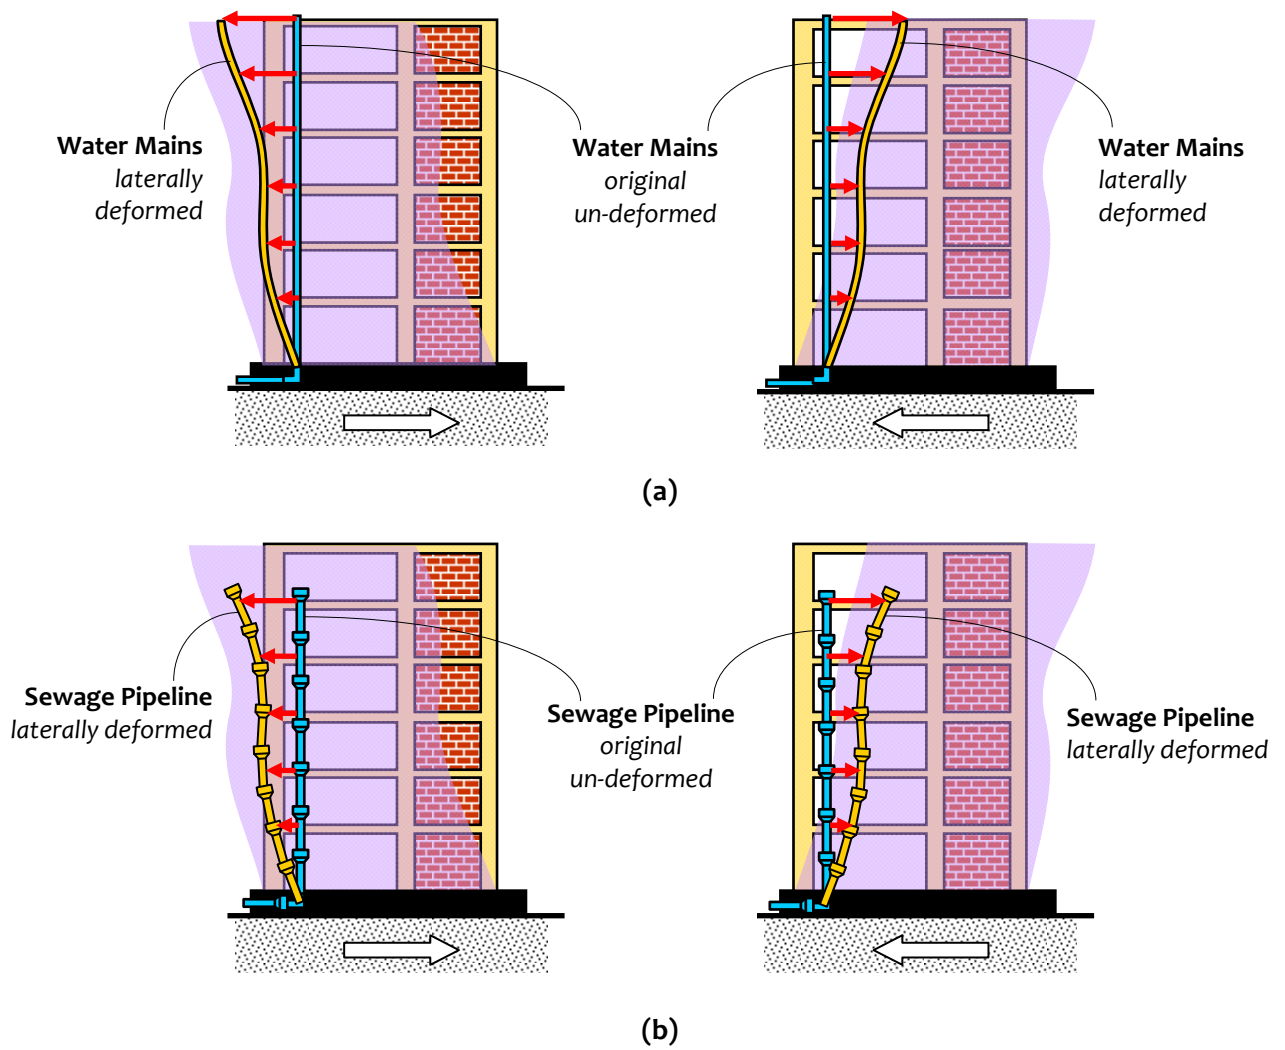 Water Mains
laterally
deformed
Water Mains
original
un-deformed
Water Mains
laterally
deformed
(a)
Sewage Pipeline
laterally deformed
Sewage Pipeline
original
un-deformed
Sewage Pipeline
laterally deformed
(b)